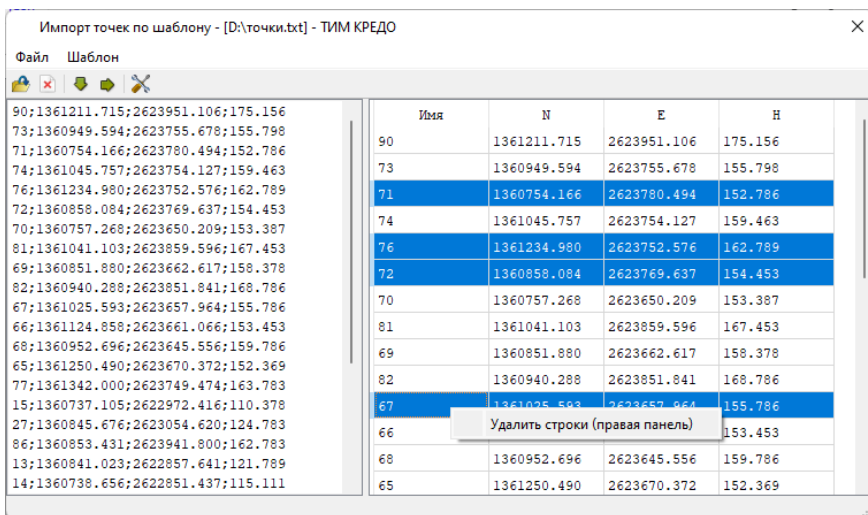 Импорт точек по шаблону - [D:\точки.txt] - ТИМ КРЕДО
Файл Шаблон
90;1361211.715;2623951.106;175.156
73;1360949.594;2623755.678;155.798
71;1360754.166;2623780.494;152.786
74;1361045.757;2623754.127;159.463
76;1361234.980;2623752.576;162.789
72;1360858.084;2623769.637;154.453
70;1360757.268;2623650.209;153.387
81;1361041.103;2623859.596;167.453
69;1360851.880;2623662.617;158.378
82;1360940.288;2623851.841;168.786
67;1361025.593;2623657.964;155.786
66;1361124.858;2623661.066;153.453
68;1360952.696;2623645.556;159.786
65;1361250.490;2623670.372;152.369
77;1361342.000;2623749.474;163.783
15;1360737.105;2622972.416;110.378
27;1360845.676;2623054.620;124.783
86;1360853.431;2623941.800;162.783
13;1360841.023;2622857.641;121.789
14;1360738.656;2622851.437;115.111
Имя N E H
90 1361211.715 2623951.106 175.156
73 1360949.594 2623755.678 155.798
71 1360754.166 2623780.494 152.786
74 1361045.757 2623754.127 159.463
76 1361234.980 2623752.576 162.789
72 1360858.084 2623769.637 154.453
70 1360757.268 2623650.209 153.387
81 1361041.103 2623859.596 167.453
69 1360851.880 2623662.617 158.378
82 1360940.288 2623851.841 168.786
67 1361025.593 2623657.964 155.786
Удалить строки (правая панель)
66 153.453
68 1360952.696 2623645.556 159.786
65 1361250.490 2623670.372 152.369